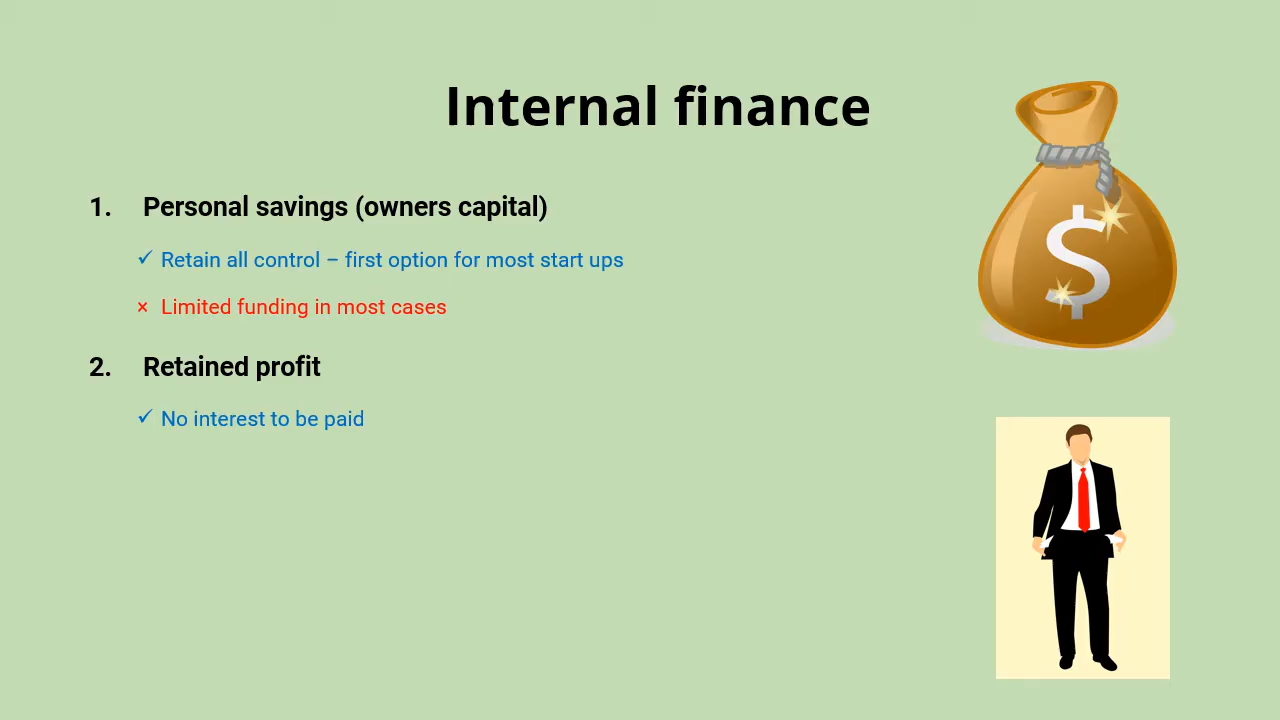 Internal finance
1. Personal savings (owners capital)
✓ Retain all control – first option for most start ups
× Limited funding in most cases
2. Retained profit
✓ No interest to be paid
$